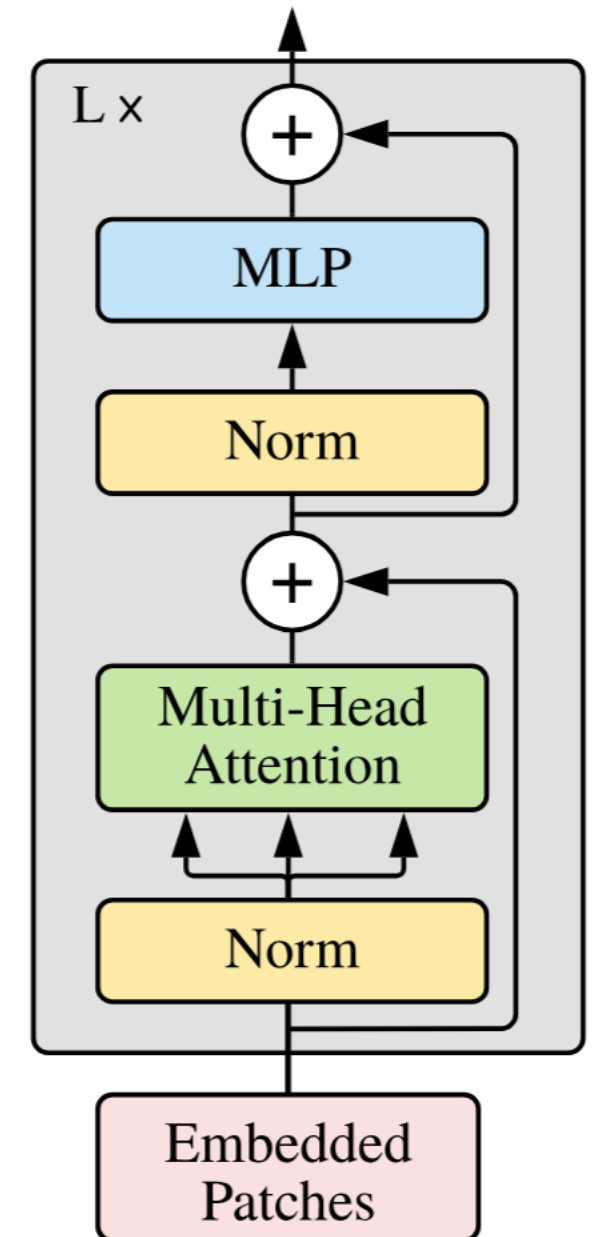 L ×
+
MLP
Norm
+
Multi-Head
Attention
Norm
Embedded
Patches